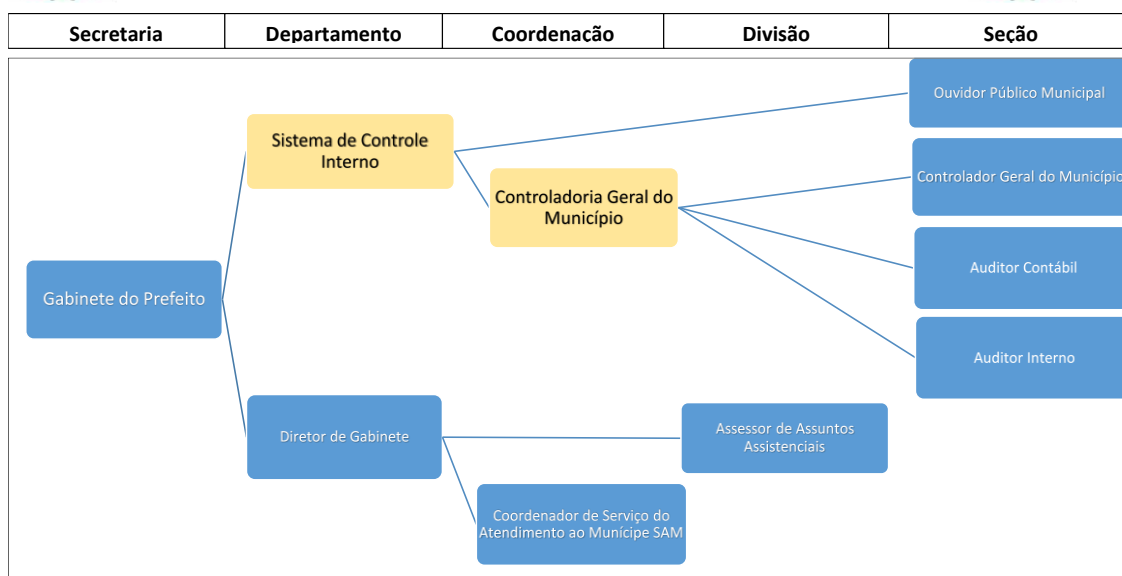 Secretaria
Departamento
Coordenação
Divisão
Seção
Ouvidor Público Municipal
Sistema de Controle
Interno
Controladoria Geral do
Município
Controlador Geral do Município
Auditor Contábil
Gabinete do Prefeito
Auditor Interno
Diretor de Gabinete
Assessor de Assuntos
Assistenciais
Coordenador de Serviço do
Atendimento ao Munícipe SAM